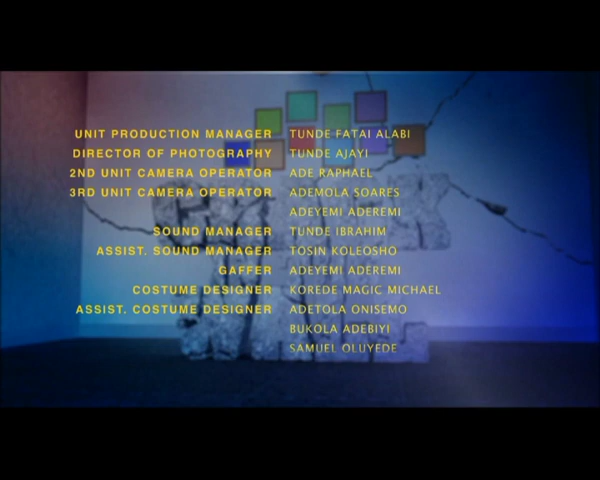 UNIT PRODUCTION MANAGER TUNDE FATAI ALABI
DIRECTOR OF PHOTOGRAPHY TUNDE AJAYI
2ND UNIT CAMERA OPERATOR ADE RAPHAEL
3RD UNIT CAMERA OPERATOR ADEMOLA SOARES
ADEYEMI ADEREMI
SOUND MANAGER TUNDE IBRAHIM
ASSIST. SOUND MANAGER TOSIN KOLEOSHO
GAFFER ADEYEMI ADEREMI
COSTUME DESIGNER KOREDE MAGIC MICHAEL
ASSIST. COSTUME DESIGNER ADETOLA ONISEMO
BUKOLA ADEBIYI
SAMUEL OLUYEDE